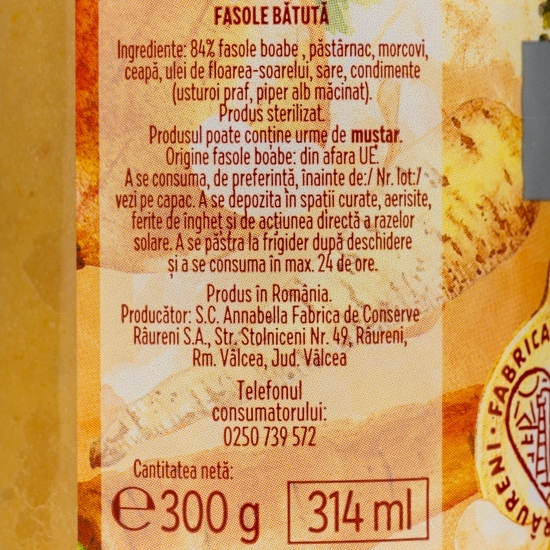 FASOLE BĂTUTĂ
Ingrediente: 84% fasole boabe , păstârnac, morcovi,
ceapă, ulei de floarea-soarelui, sare, condimente
(usturoi praf, piper alb măcinat).
Produs sterilizat.
Produsul poate conține urme de muștar.
Origine fasole boabe: din afara UE.
A se consuma, de preferință, înainte de:/ Nr. lot:/
vezi pe capac. A se depozita în spații curate, aerisite,
ferite de îngheț și de acțiunea directă a razelor
solare. A se păstra la frigider după deschidere
și a se consuma în max. 24 de ore.
Produs în România.
Producător: S.C. Annabella Fabrica de Conserve
Râureni S.A., Str. Stolniceni Nr. 49, Râureni,
Rm. Vâlcea, Jud. Vâlcea
Telefonul
consumatorului:
0250 739 572
Cantitatea netă:
℮300 g
314 ml
RÂURENI • FABRICA